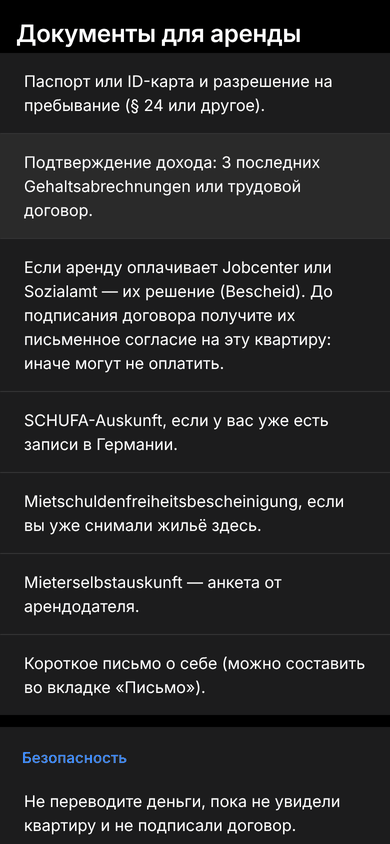 Документы для аренды
Паспорт или ID-карта и разрешение на
пребывание (§ 24 или другое).
Подтверждение дохода: 3 последних
Gehaltsabrechnungen или трудовой
договор.
Если аренду оплачивает Jobcenter или
Sozialamt — их решение (Bescheid). До
подписания договора получите их
письменное согласие на эту квартиру:
иначе могут не оплатить.
SCHUFA-Auskunft, если у вас уже есть
записи в Германии.
Mietschuldenfreiheitsbescheinigung, если
вы уже снимали жильё здесь.
Mieterselbstauskunft — анкета от
арендодателя.
Короткое письмо о себе (можно составить
во вкладке «Письмо»).
Безопасность
Не переводите деньги, пока не увидели
квартиру и не подписали договор.